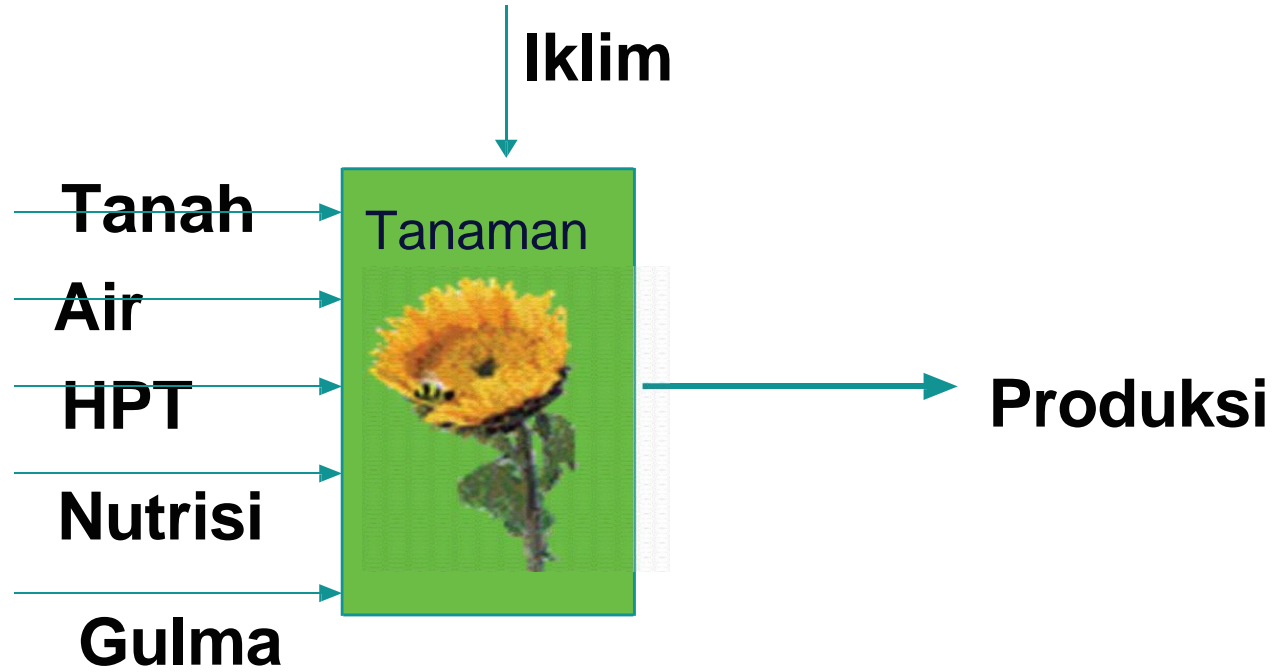 Iklim
Tanah
Tanaman
Air
HPT
Produksi
Nutrisi
Gulma